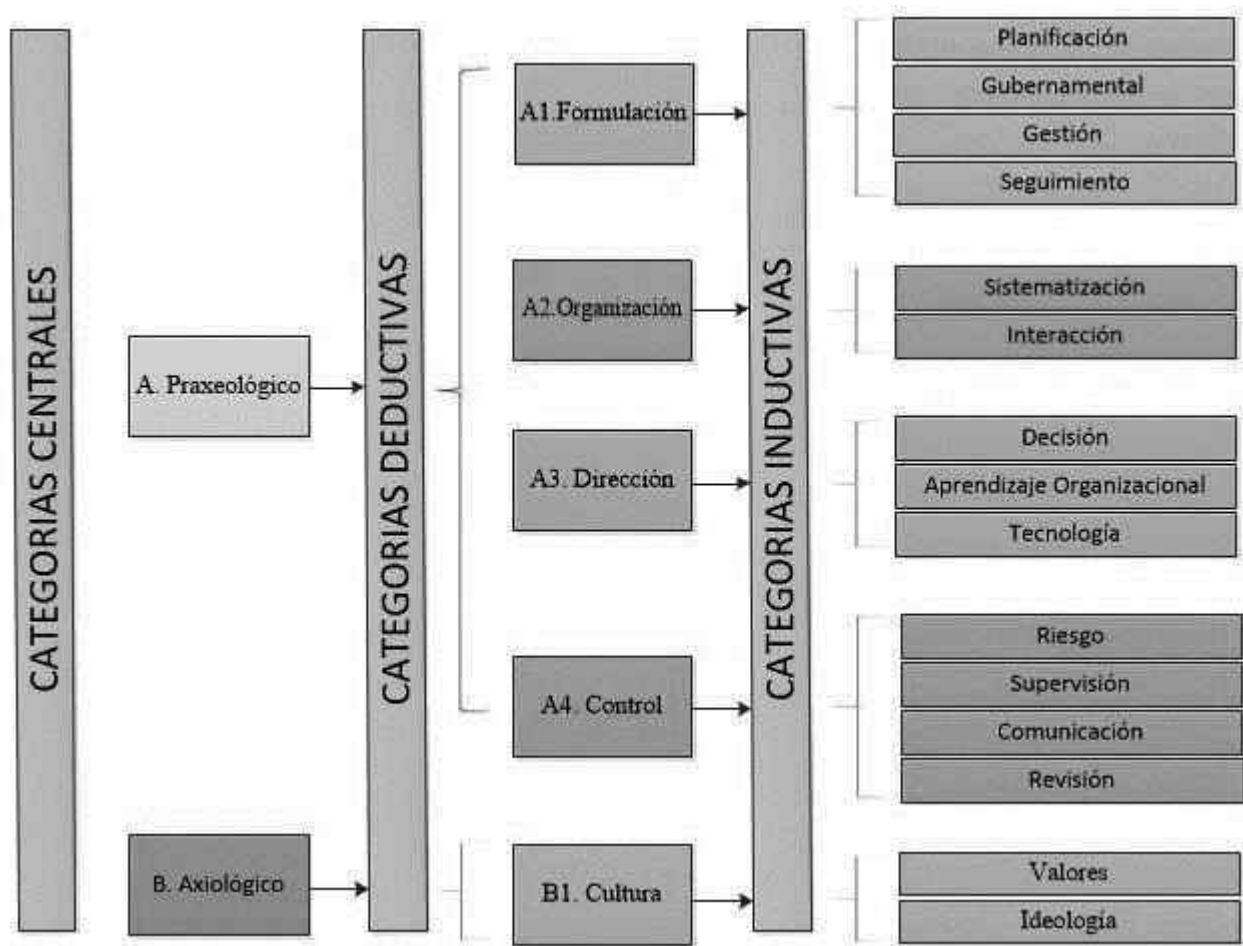 CATEGORIAS CENTRALES
A. Praxeológico
B. Axiológico
CATEGORIAS DEDUCTIVAS
A1.Formulación
A2.Organización
A3. Dirección
A4. Control
B1. Cultura
CATEGORIAS INDUCTIVAS
Planificación
Gubernamental
Gestión
Seguimiento
Sistematización
Interacción
Decisión
Aprendizaje Organizacional
Tecnología
Riesgo
Supervisión
Comunicación
Revisión
Valores
Ideología